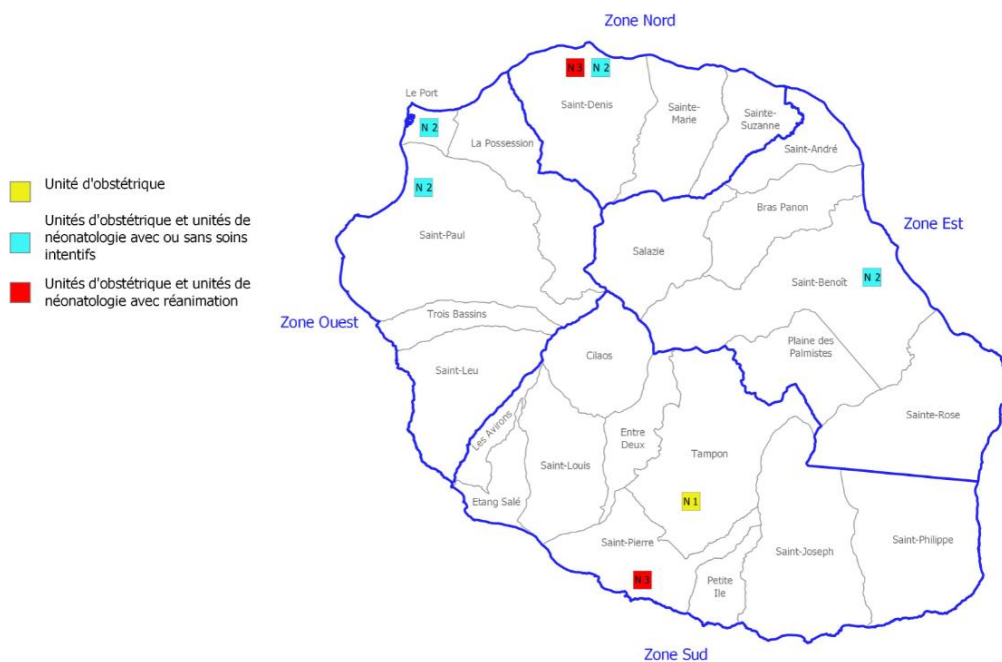 Zone Nord
N 3
N 2
Saint-Denis
Sainte-
Marie
Sainte-
Suzanne
Le Port
N 2
La Possession
Saint-André
Unité d'obstétrique
N 2
Unités d'obstétrique et unités de
néonatologie avec ou sans soins
intentifs
Bras Panon
Zone Est
Saint-Paul
Salazie
Saint-Benoît
N 2
Unités d'obstétrique et unités de
néonatologie avec réanimation
Zone Ouest
Trois Bassins
Plaine des
Palmistes
Cilaos
Saint-Leu
Sainte-Rose
Les Avirons
Entre
Deux
Tampon
Saint-Louis
Etang Salé
N 1
Saint-Pierre
Saint-Joseph
Saint-Philippe
N 3
Petite
Ile
Zone Sud